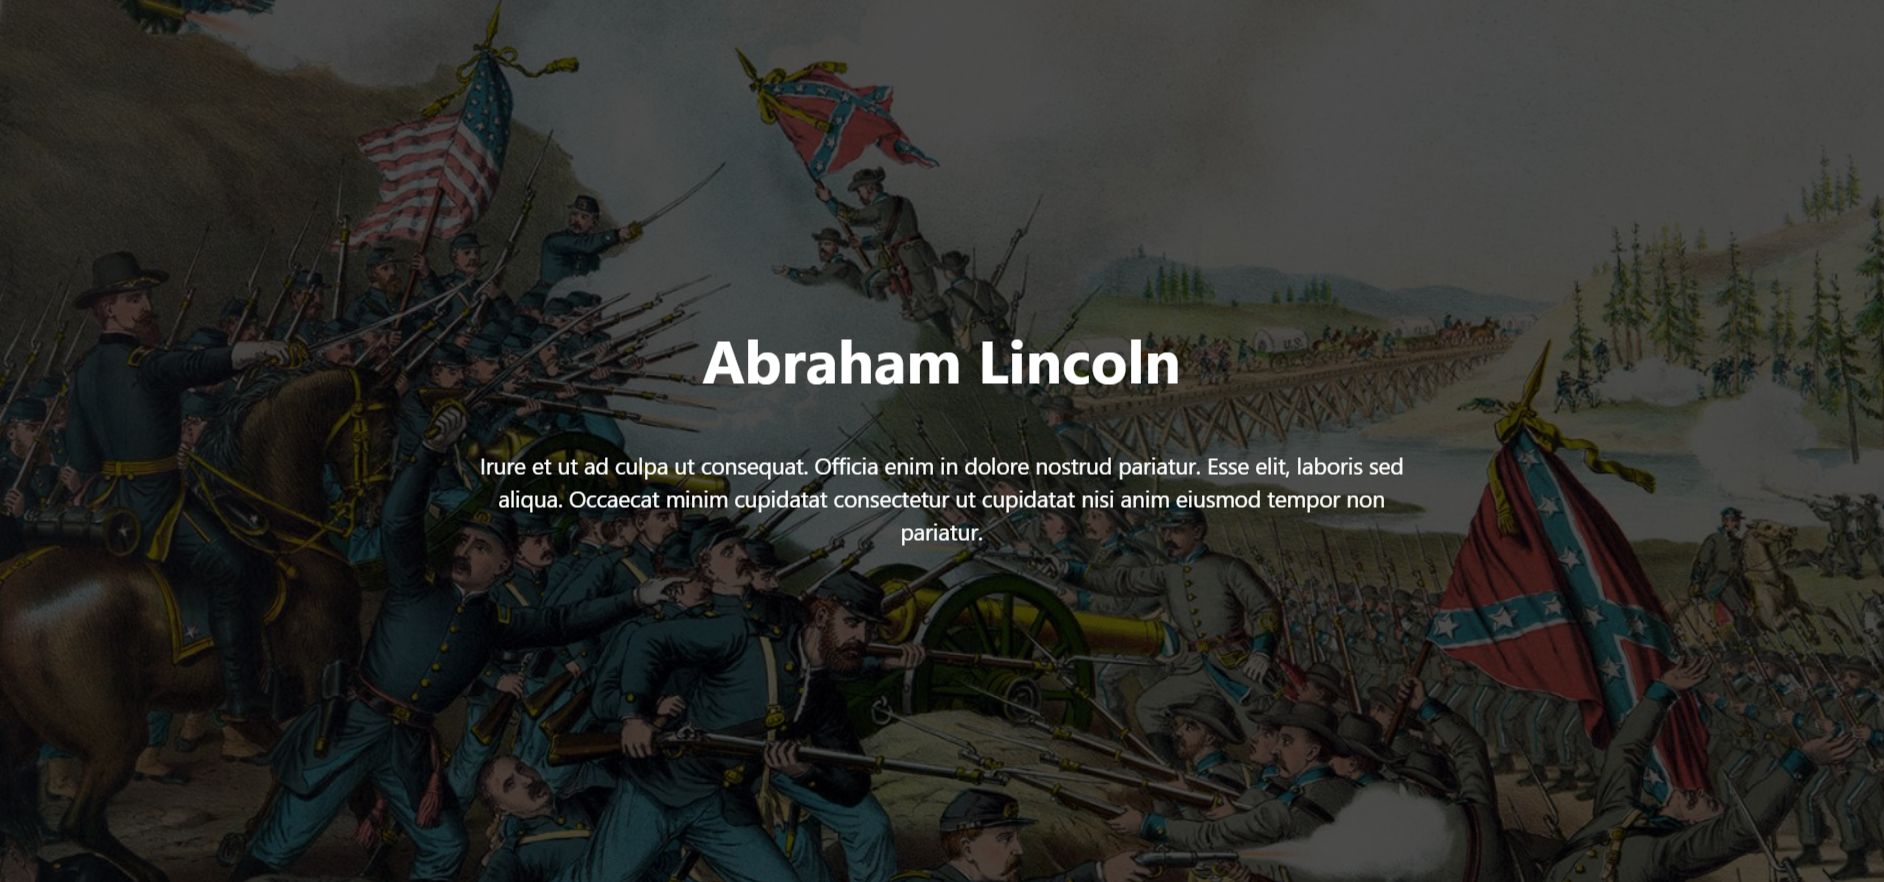 Abraham Lincoln
Irure et ut ad culpa ut consequat. Officia enim in dolore nostrud pariatur. Esse elit, laboris sed
aliqua. Occaecat minim cupidatat consectetur ut cupidatat nisi anim eiusmod tempor non
pariatur.